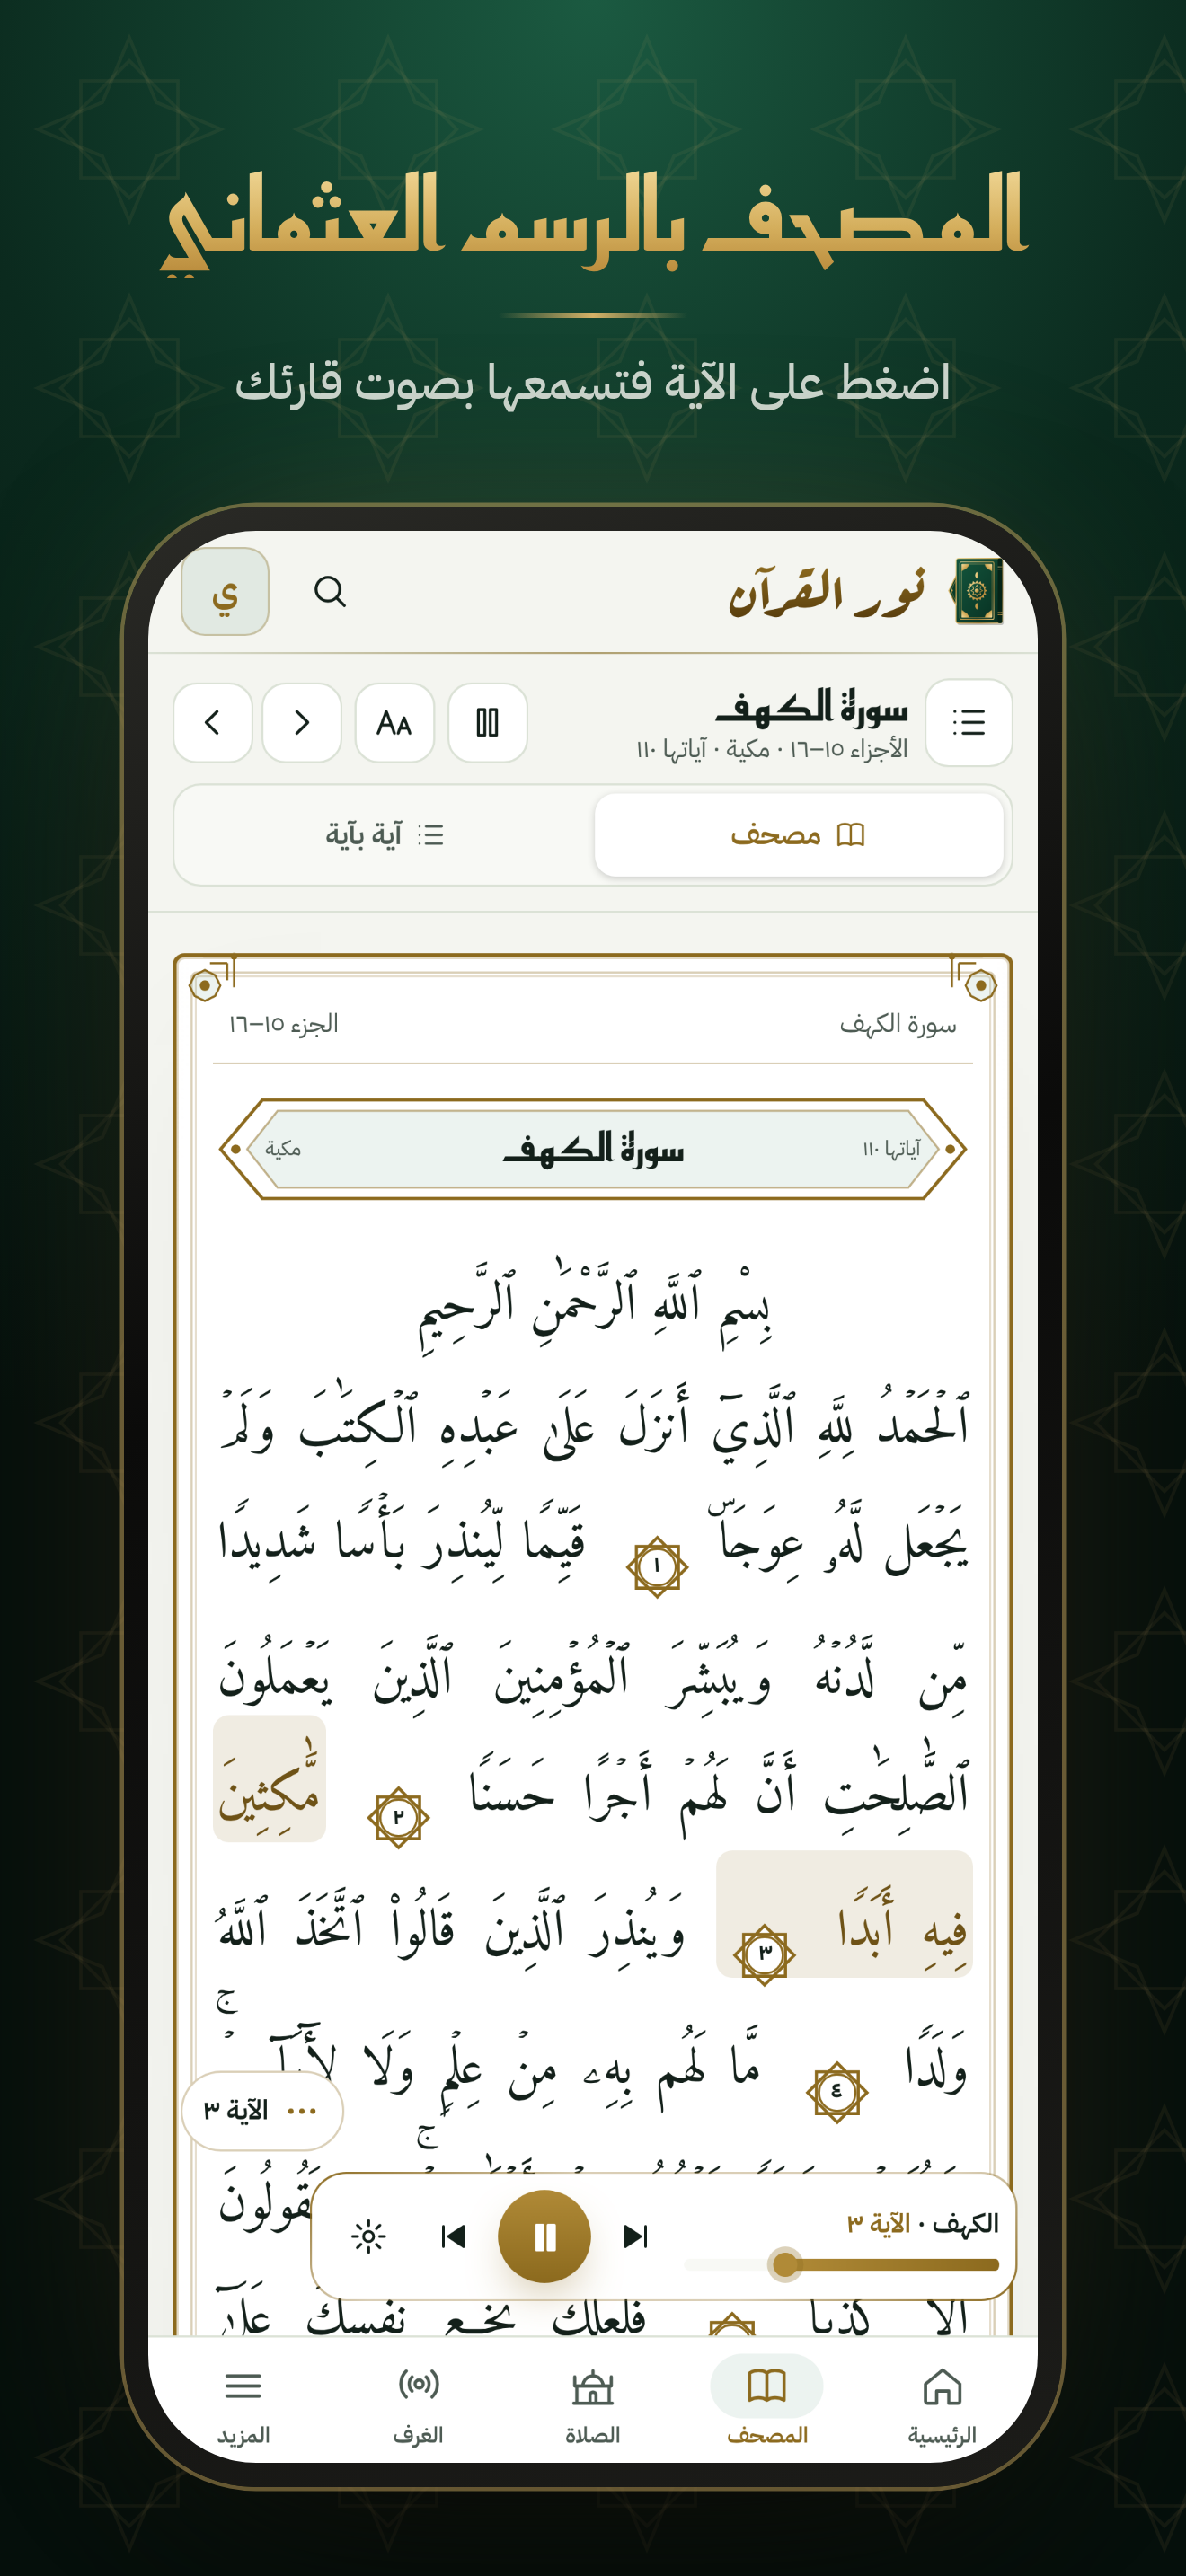 المصحف بالرسم العثماني
اضغط على الآية فتسمعها بصوت قارئك
نور القرآن
ي
سورة الكهف
الأجزاء ١٥–١٦ · مكية · آياتها ١١٠
AA
مصحف
آية بآية
سورة الكهف
الجزء ١٥–١٦
آياتها ١١٠
سورة الكهف
مكية
بِسْمِ ٱللَّهِ ٱلرَّحْمَٰنِ ٱلرَّحِيمِ
ٱلۡحَمۡدُ لِلَّهِ ٱلَّذِيٓ أَنزَلَ عَلَىٰ عَبۡدِهِ ٱلۡكِتَٰبَ وَلَمۡ
يَجۡعَل لَّهُۥ عِوَجَاۜ ١ قَيِّمٗا لِّيُنذِرَ بَأۡسٗا شَدِيدٗا
مِّن لَّدُنۡهُ وَيُبَشِّرَ ٱلۡمُؤۡمِنِينَ ٱلَّذِينَ يَعۡمَلُونَ
ٱلصَّٰلِحَٰتِ أَنَّ لَهُمۡ أَجۡرًا حَسَنٗا ٢ مَّٰكِثِينَ
فِيهِ أَبَدٗا ٣ وَيُنذِرَ ٱلَّذِينَ قَالُواْ ٱتَّخَذَ ٱللَّهُ
وَلَدٗا ٤ مَّا لَهُم بِهِۦ مِنۡ عِلۡمٖ وَلَا
الآية ٣
الكهف · الآية ٣
فلعلك نفسك
الرئيسية
المصحف
الصلاة
الغرف
المزيد